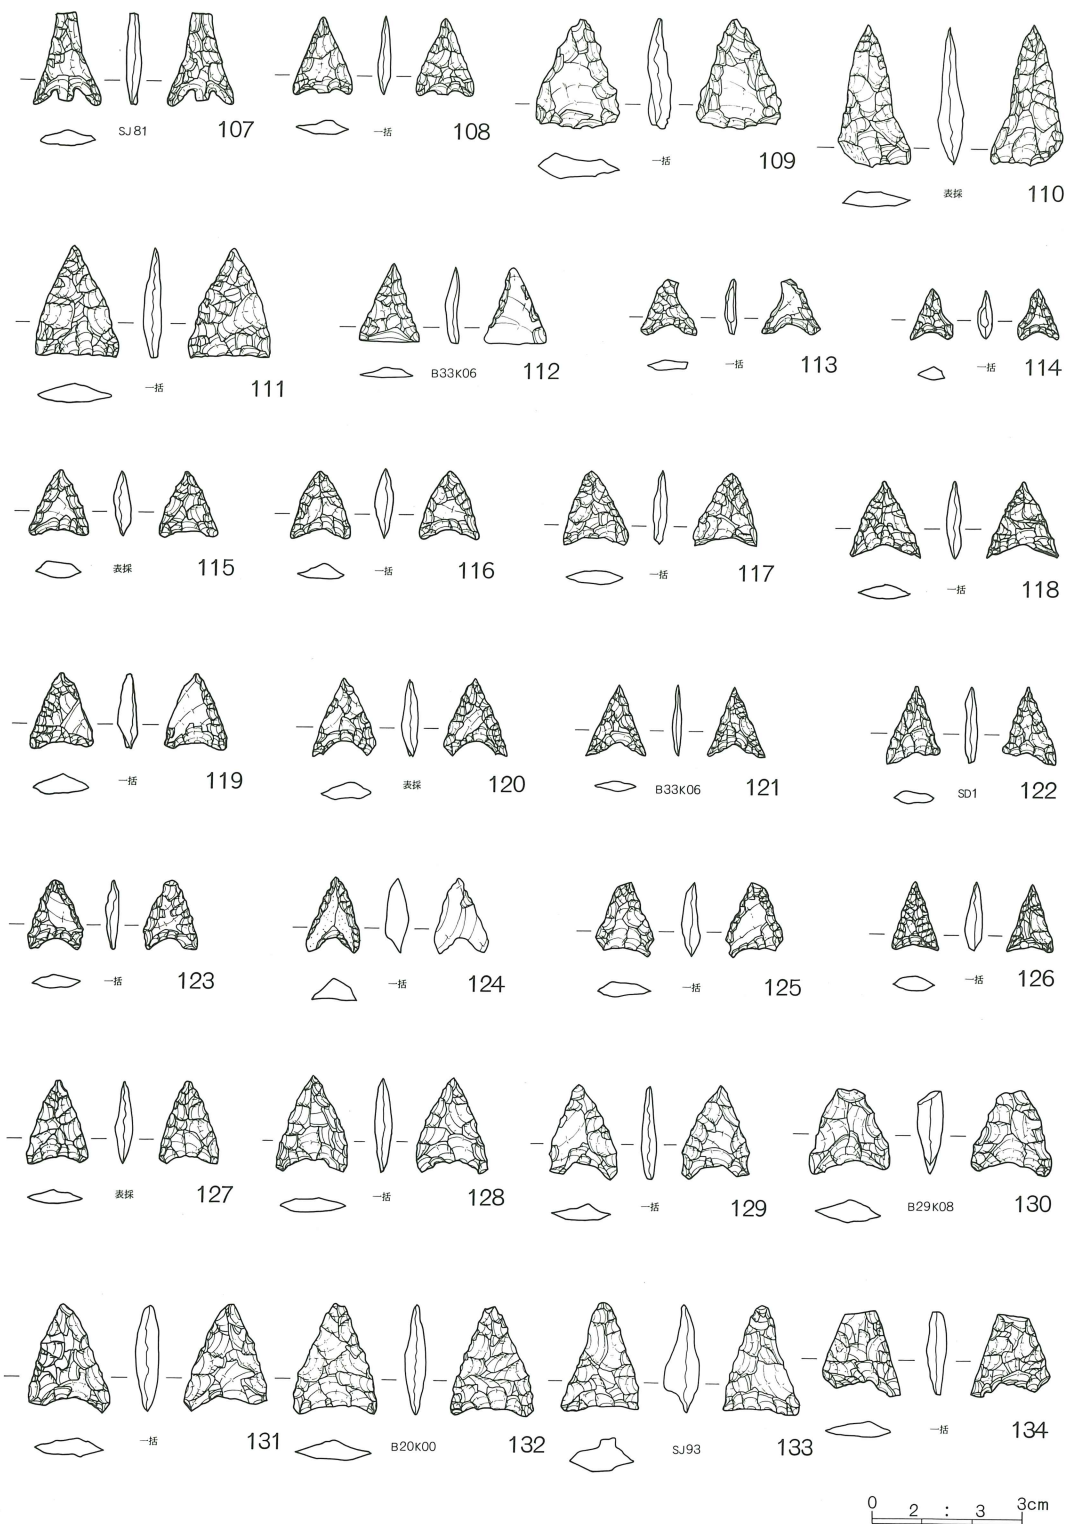 SJ81 107
一括 108
一括 109
表採 110
一括 111
B33K06 112
一括 113
一括 114
表採 115
一括 116
一括 117
一括 118
一括 119
表採 120
B33K06 121
SD1 122
一括 123
一括 124
一括 125
一括 126
表採 127
一括 128
一括 129
B29K08 130
一括 131
B20K00 132
SJ93 133
一括 134
0 2 : 3 3cm